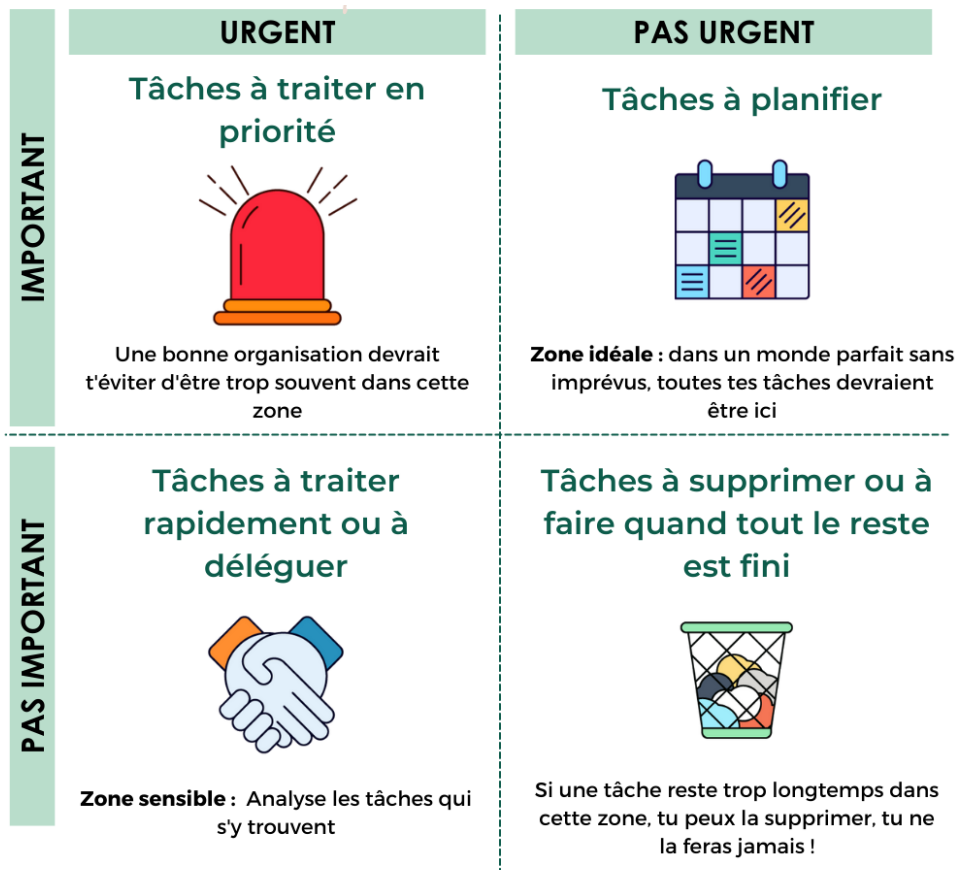 URGENT
PAS URGENT
IMPORTANT
Tâches à traiter en
priorité
Une bonne organisation devrait
t'éviter d'être trop souvent dans cette
zone
Tâches à planifier
Zone idéale : dans un monde parfait sans
imprévus, toutes tes tâches devraient
être ici
PAS IMPORTANT
Tâches à traiter
rapidement ou à
déléguer
Zone sensible : Analyse les tâches qui
s'y trouvent
Tâches à supprimer ou à
faire quand tout le reste
est fini
Si une tâche reste trop longtemps dans
cette zone, tu peux la supprimer, tu ne
la feras jamais !